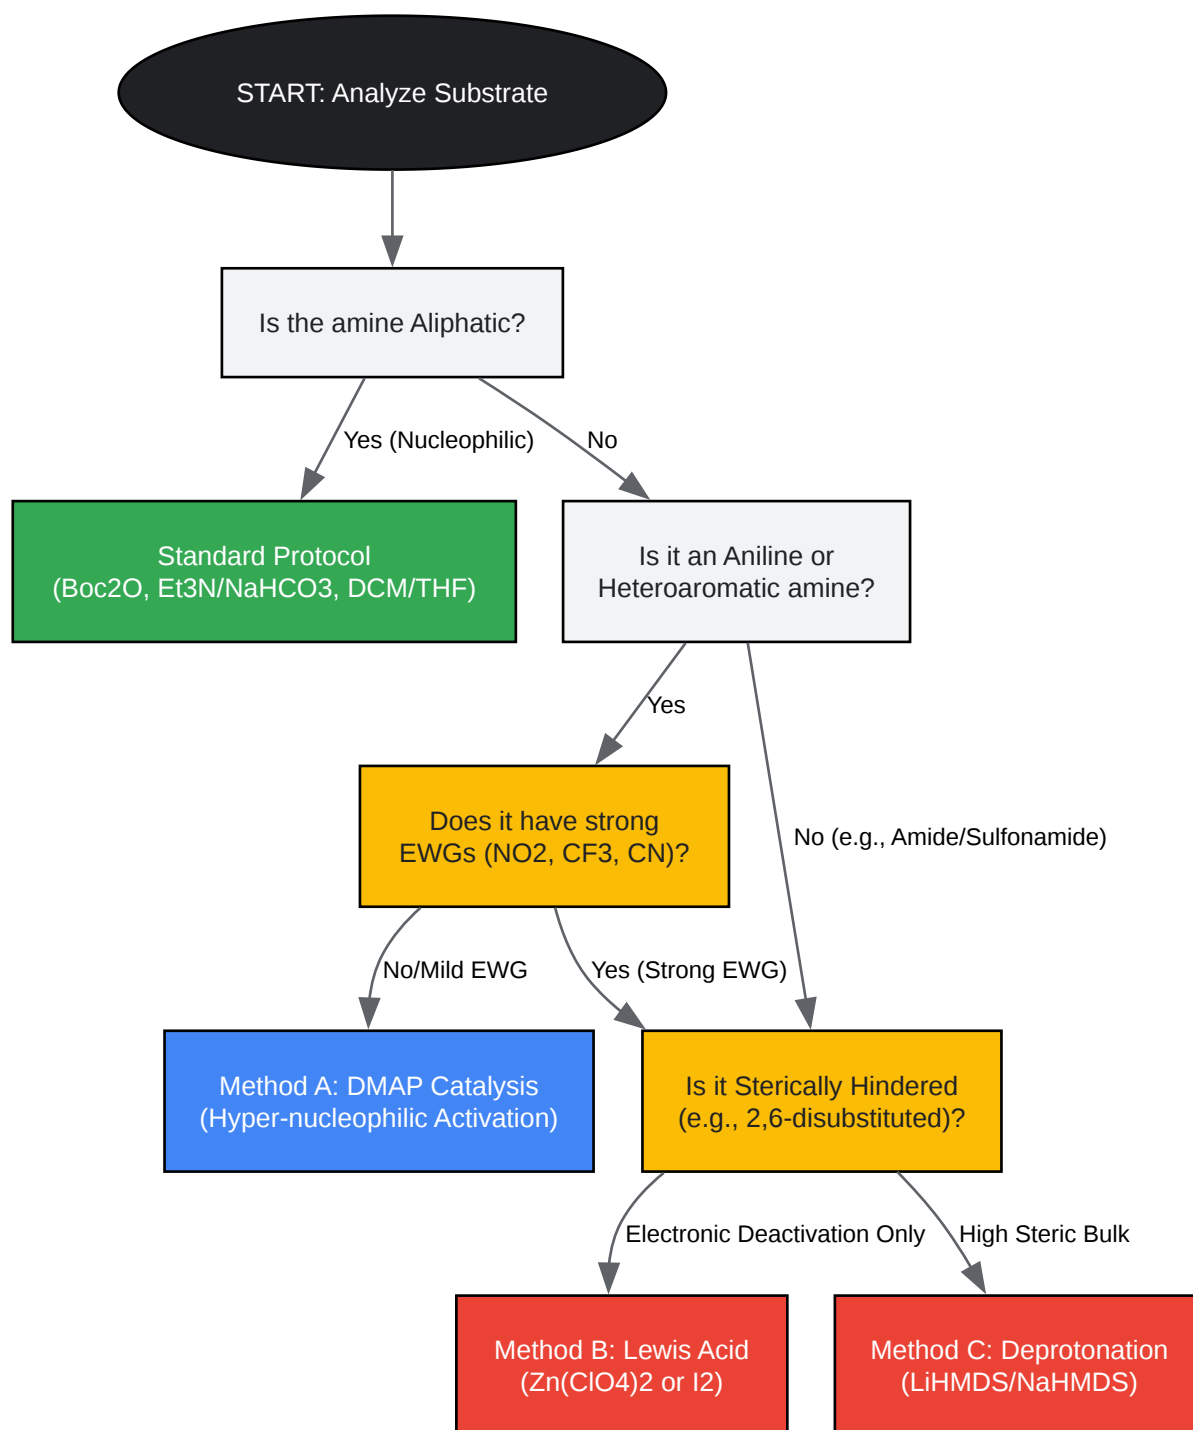 START: Analyze Substrate
Is the amine Aliphatic?
Yes (Nucleophilic)
No
Standard Protocol
(Boc2O, Et3N/NaHCO3, DCM/THF)
Is it an Aniline or
Heteroaromatic amine?
Yes
No (e.g., Amide/Sulfonamide)
Does it have strong
EWGs (NO2, CF3, CN)?
No/Mild EWG
Yes (Strong EWG)
Method A: DMAP Catalysis
(Hyper-nucleophilic Activation)
Is it Sterically Hindered
(e.g., 2,6-disubstituted)?
Electronic Deactivation Only
High Steric Bulk
Method B: Lewis Acid
(Zn(ClO4)2 or I2)
Method C: Deprotonation
(LiHMDS/NaHMDS)